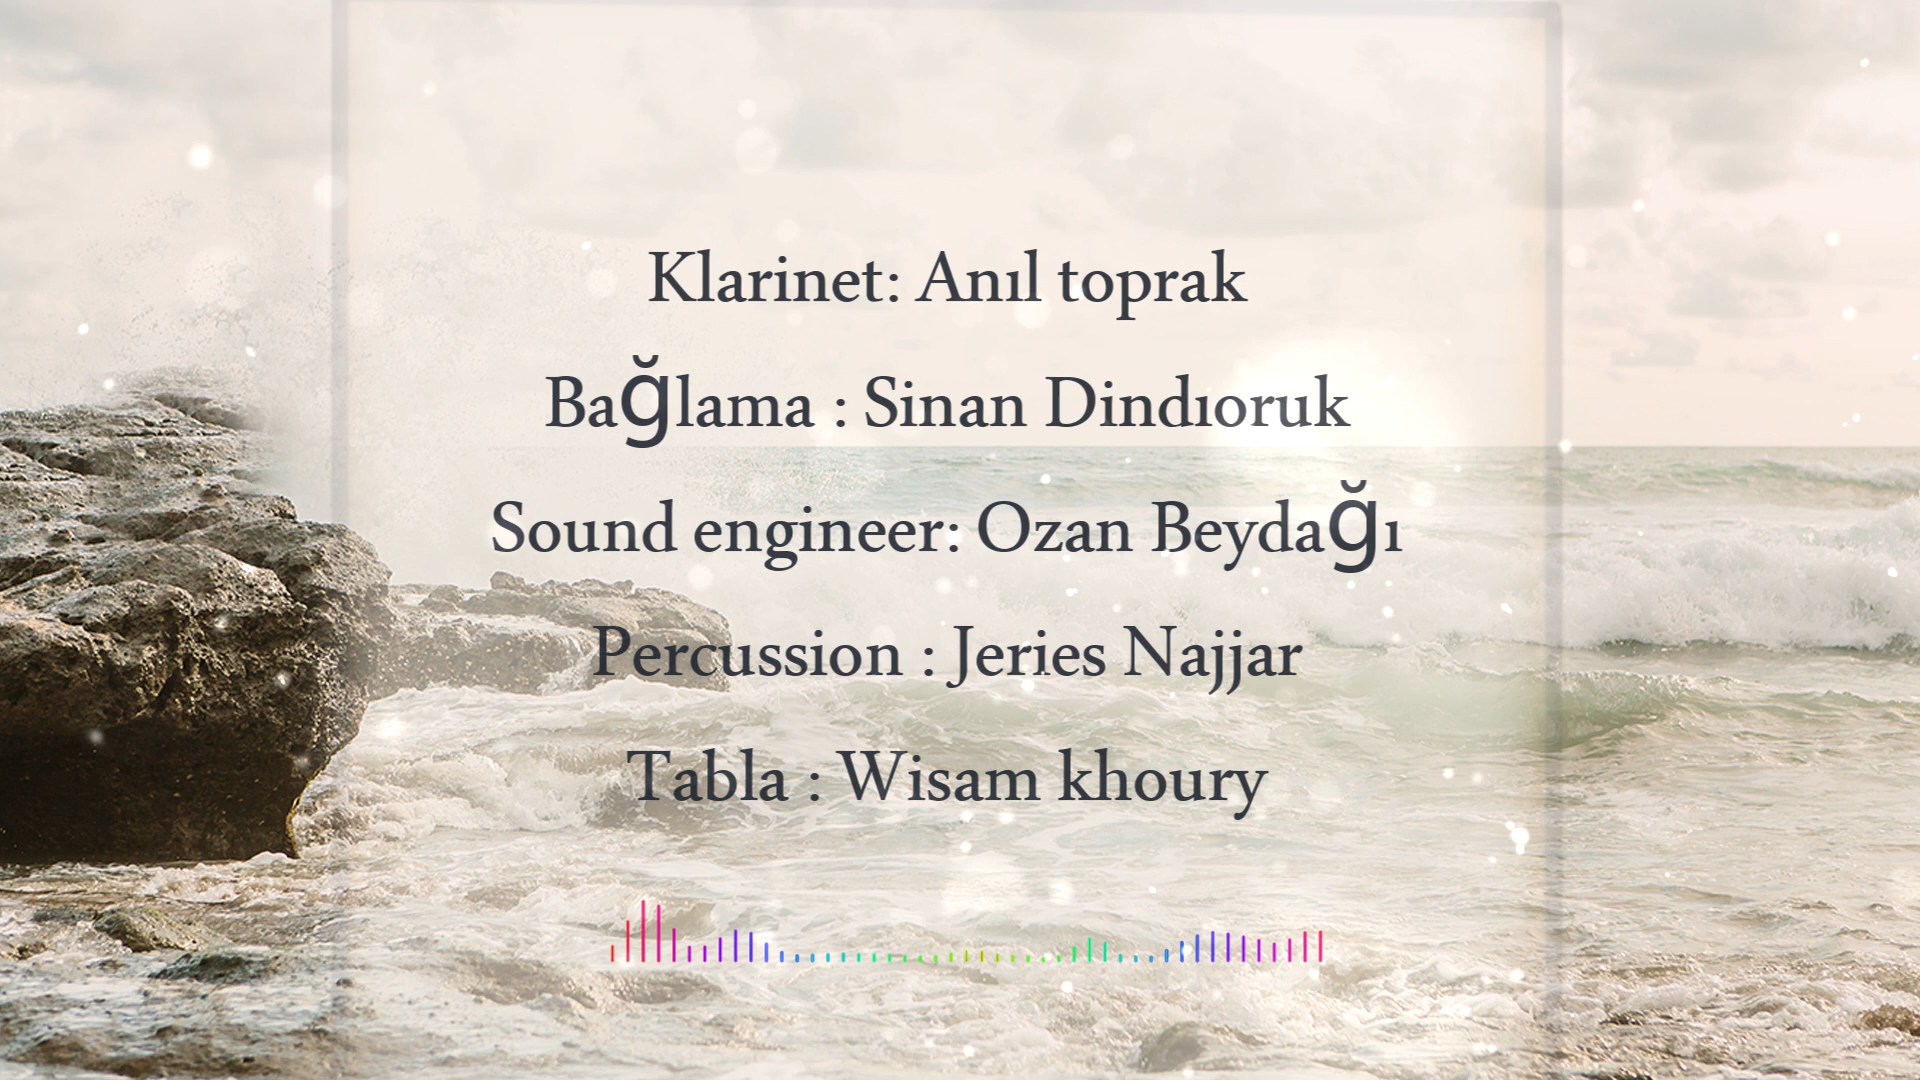 Klarinet: Anıl toprak
Bağlama : Sinan Dindıoruk
Sound engineer: Ozan Beydağı
Percussion : Jeries Najjar
Tabla : Wisam khoury